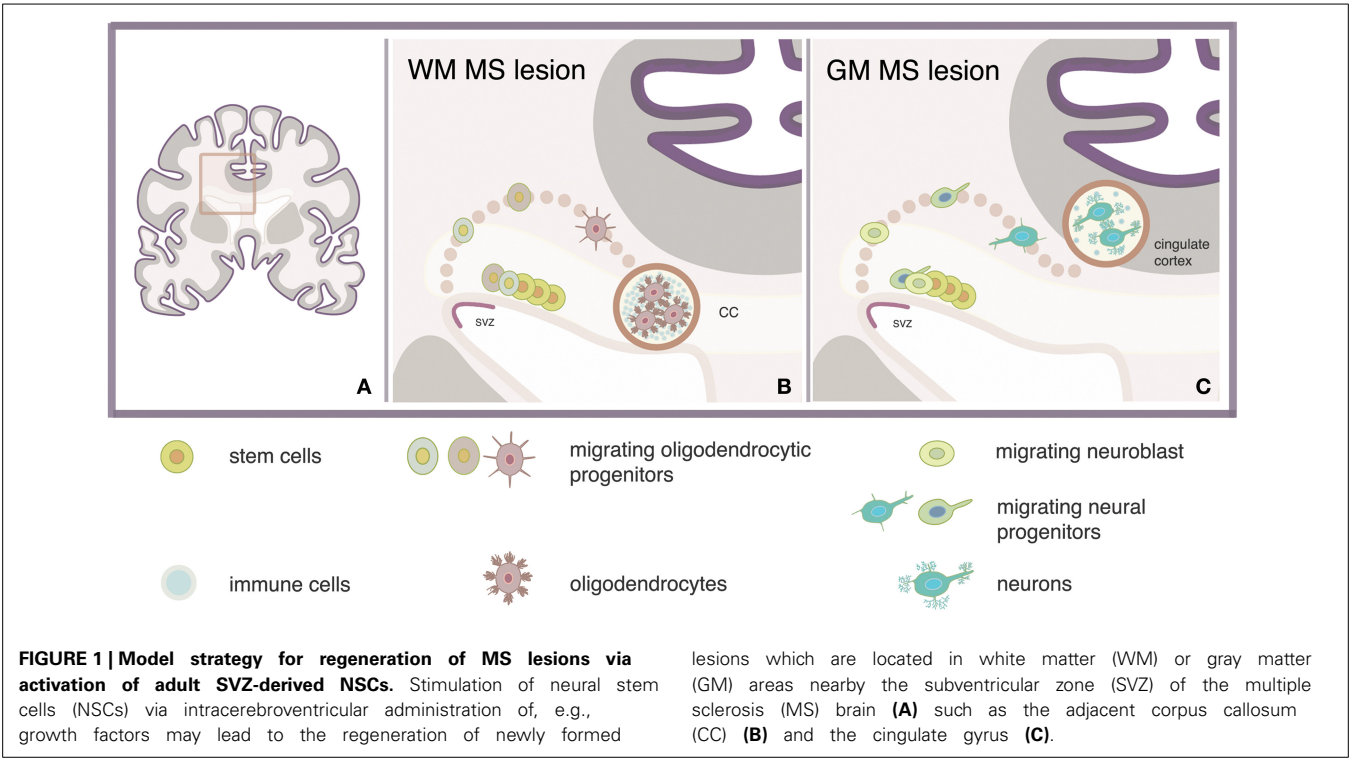 WM MS lesion
GM MS lesion
cingulate
cortex
CC
svz
svz
A
B
C
stem cells
migrating oligodendrocytic
progenitors
migrating neuroblast
migrating neural
progenitors
immune cells
oligodendrocytes
neurons
FIGURE 1 | Model strategy for regeneration of MS lesions via
activation of adult SVZ-derived NSCs. Stimulation of neural stem
cells (NSCs) via intracerebroventricular administration of, e.g.,
growth factors may lead to the regeneration of newly formed
lesions which are located in white matter (WM) or gray matter
(GM) areas nearby the subventricular zone (SVZ) of the multiple
sclerosis (MS) brain (A) such as the adjacent corpus callosum
(CC) (B) and the cingulate gyrus (C).